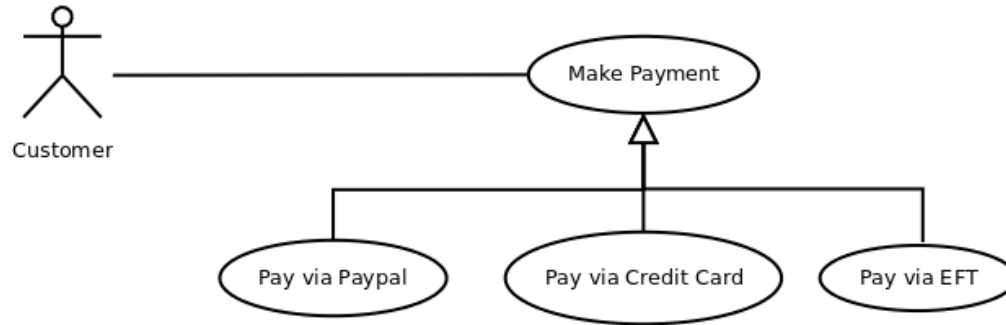 Make Payment
Customer
Pay via Paypal
Pay via Credit Card
Pay via EFT